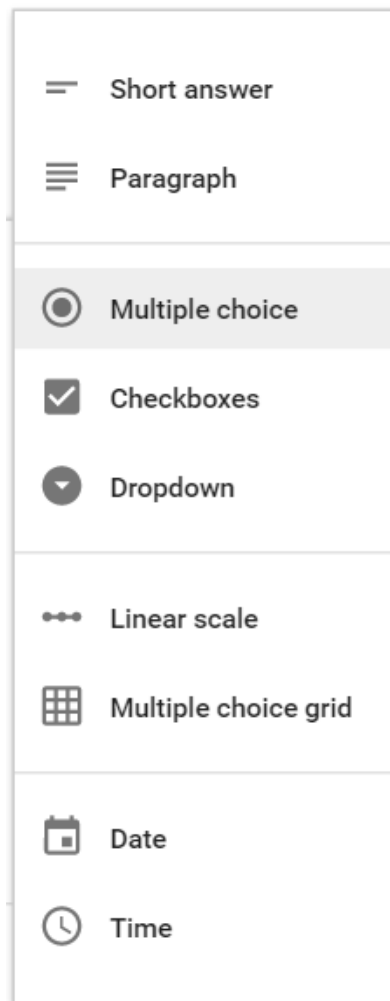 Short answer
Paragraph
Multiple choice
Checkboxes
Dropdown
Linear scale
Multiple choice grid
Date
Time